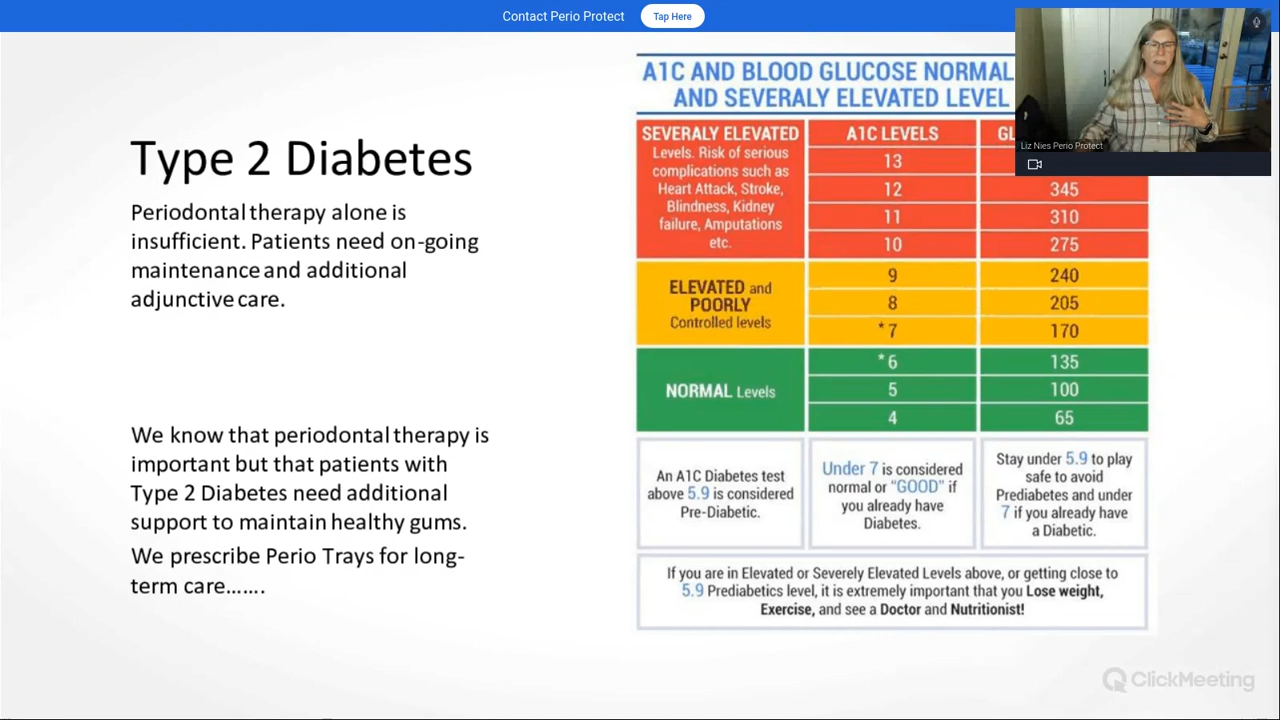 Contact Perio Protect
Tap Here
Type 2 Diabetes
Periodontal therapy alone is
insufficient. Patients need on-going
maintenance and additional
adjunctive care.
We know that periodontal therapy is
important but that patients with
Type 2 Diabetes need additional
support to maintain healthy gums.
We prescribe Perio Trays for long-
term care…….
A1C AND BLOOD GLUCOSE NORMAL
AND SEVERALY ELEVATED LEVEL
SEVERALY ELEVATED
Levels. Risk of serious
complications such as
Heart Attack, Stroke,
Blindness, Kidney
failure, Amputations
etc.
A1C LEVELS
GL
13
12 345
11 310
10 275
ELEVATED and
POORLY
Controlled levels
9 240
8 205
*7 170
NORMAL Levels
*6 135
5 100
4 65
An A1C Diabetes test
above 5.9 is considered
Pre-Diabetic.
Under 7 is considered
normal or “GOOD” if
you already have
Diabetes.
Stay under 5.9 to play
safe to avoid
Prediabetes and under
7 if you already have
a Diabetic.
If you are in Elevated or Severely Elevated Levels above, or getting close to
5.9 Prediabetics level, it is extremely important that you Lose weight,
Exercise, and see a Doctor and Nutritionist!
Liz Nies Perio Protect
ClickMeeting